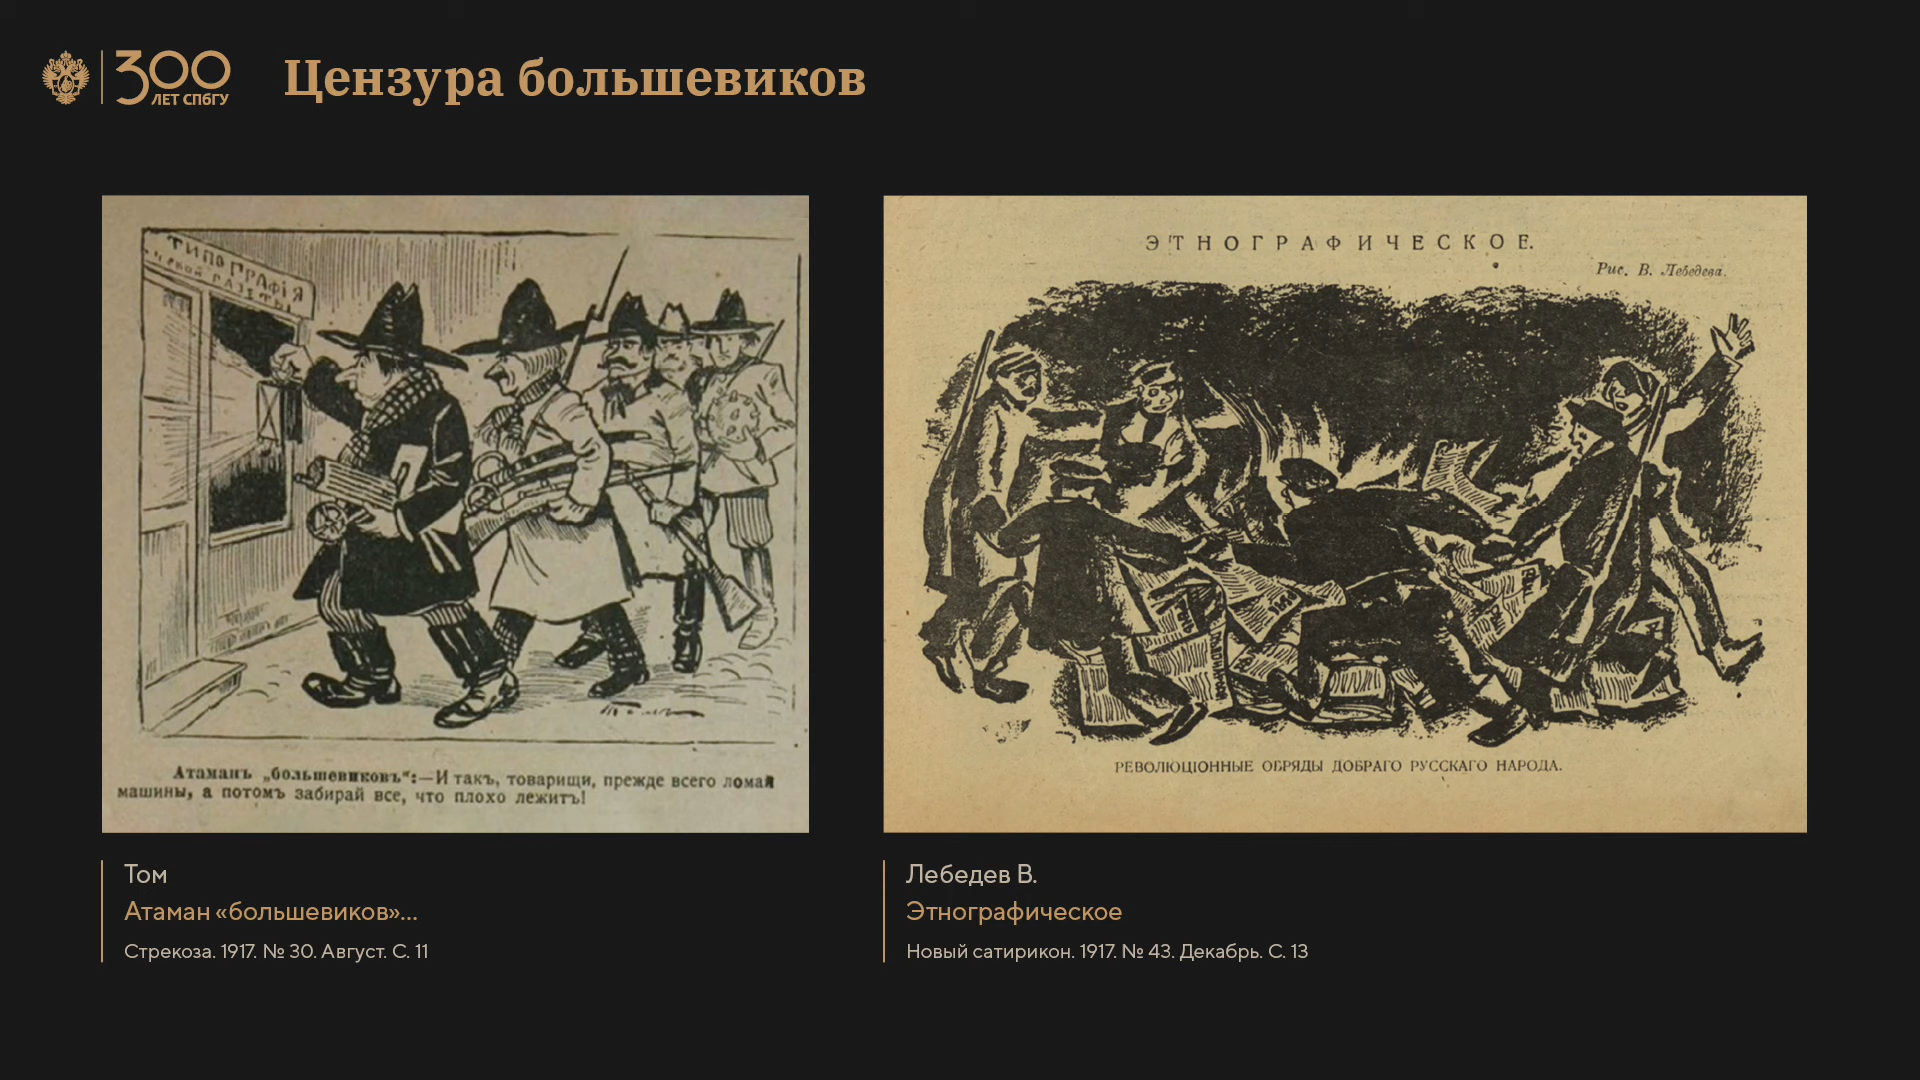 300
ЛЕТ СПбГУ
Цензура большевиков
ТИПОГРАФІЯ
ГАЗЕТЫ
Атаманъ „большевиковъ“:—И такъ, товарищи, прежде всего ломай
машины, а потомъ забирай все, что плохо лежитъ!
ЭТНОГРАФИЧЕСКОЕ.
Рис. В. Лебедева.
РЕВОЛЮЦІОННЫЕ ОБРЯДЫ ДОБРАГО РУССКАГО НАРОДА.
Том
Атаман «большевиков»...
Стрекоза. 1917. № 30. Август. С. 11
Лебедев В.
Этнографическое
Новый сатирикон. 1917. № 43. Декабрь. С. 13